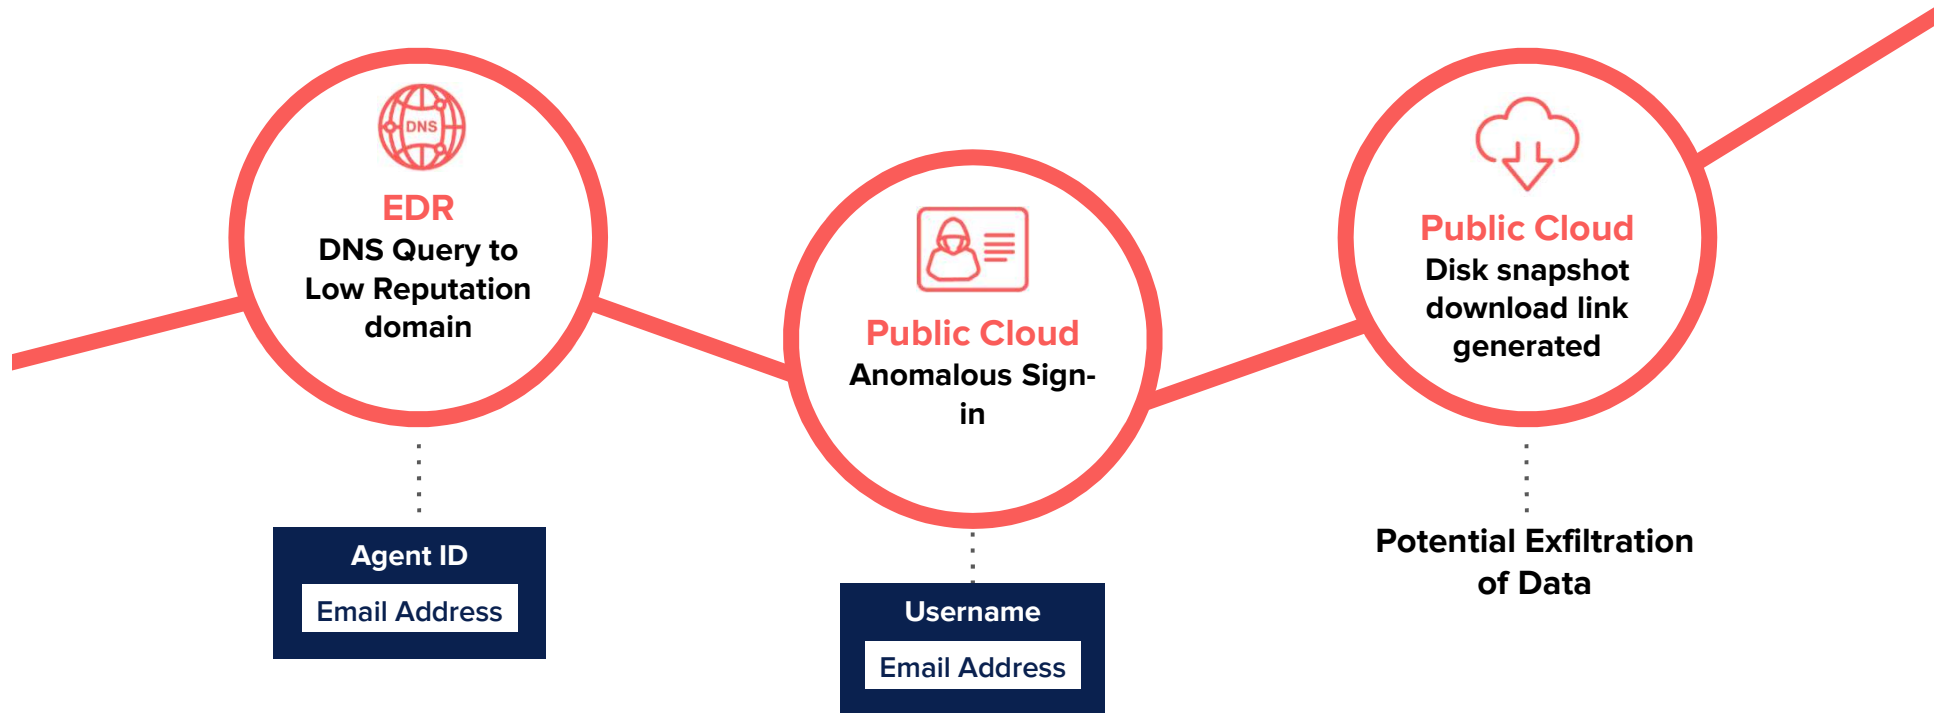 DNS
EDR
DNS Query to
Low Reputation
domain
Agent ID
Email Address
Public Cloud
Anomalous Sign-
in
Username
Email Address
Public Cloud
Disk snapshot
download link
generated
Potential Exfiltration
of Data